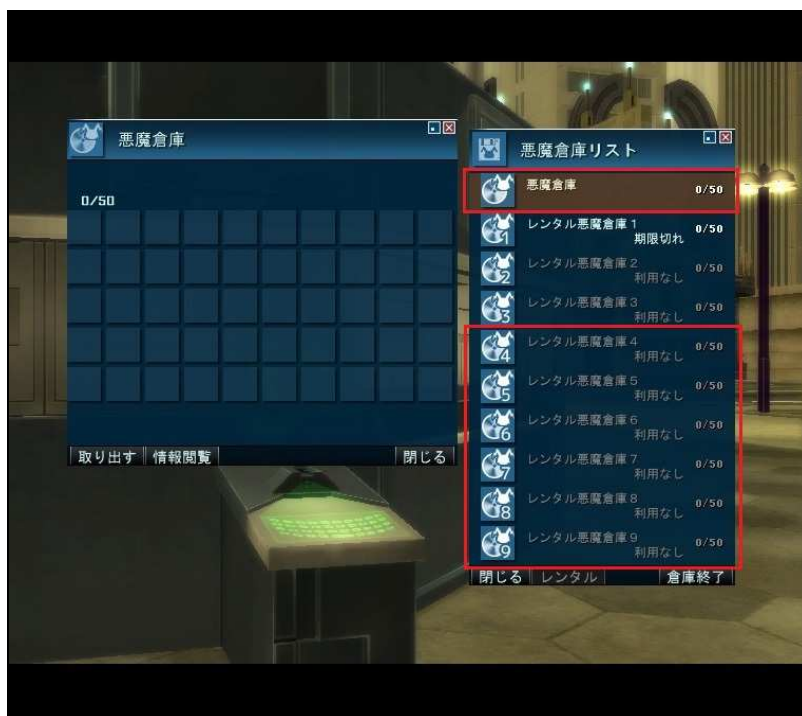 悪魔倉庫
0/50
取り出す 情報閲覧 閉じる
悪魔倉庫リスト
悪魔倉庫 0/50
1 レンタル悪魔倉庫1 0/50
期限切れ
2 レンタル悪魔倉庫2 0/50
利用なし
3 レンタル悪魔倉庫3 0/50
利用なし
4 レンタル悪魔倉庫4 0/50
利用なし
5 レンタル悪魔倉庫5 0/50
利用なし
6 レンタル悪魔倉庫6 0/50
利用なし
7 レンタル悪魔倉庫7 0/50
利用なし
8 レンタル悪魔倉庫8 0/50
利用なし
9 レンタル悪魔倉庫9 0/50
利用なし
閉じる レンタル 倉庫終了